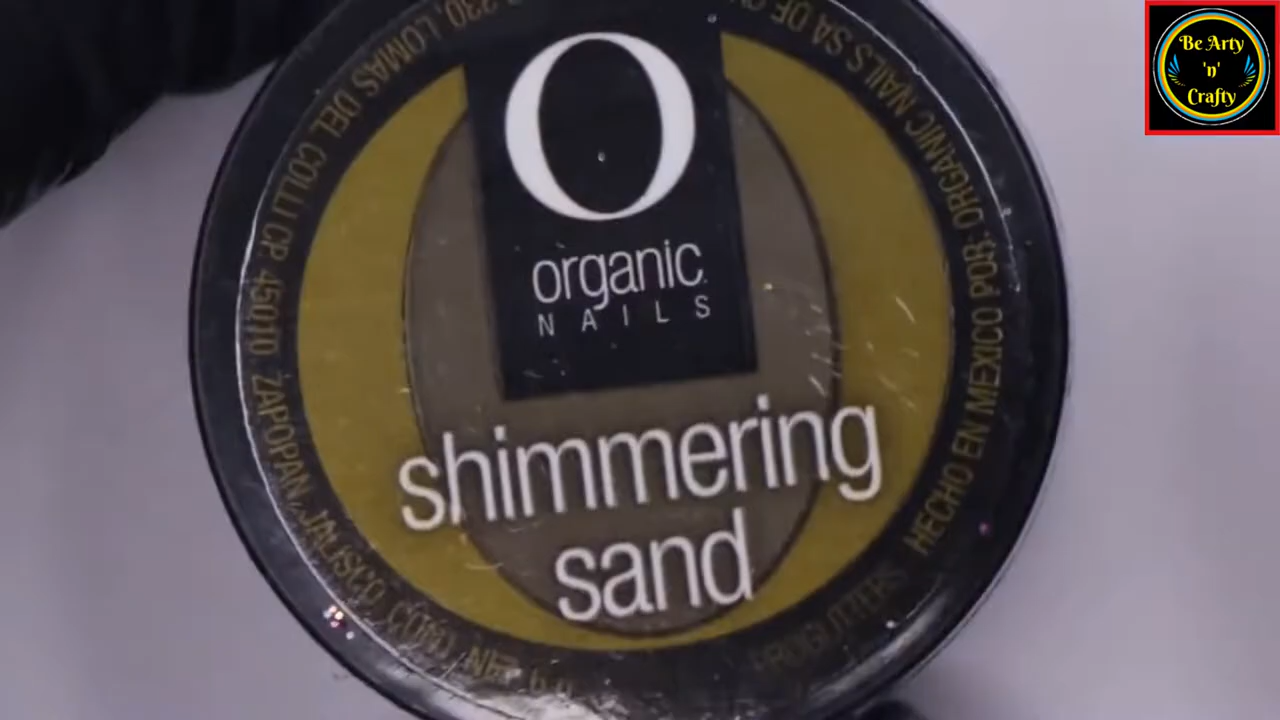 O
organic
NAILS
shimmering
sand
HECHO EN MEXICO POR: ORGANIC NAILS SA DE
330, LOMAS DEL COLLI CP. 45010. ZAPOPAN, JALISCO.
Be Arty
'n'
Crafty